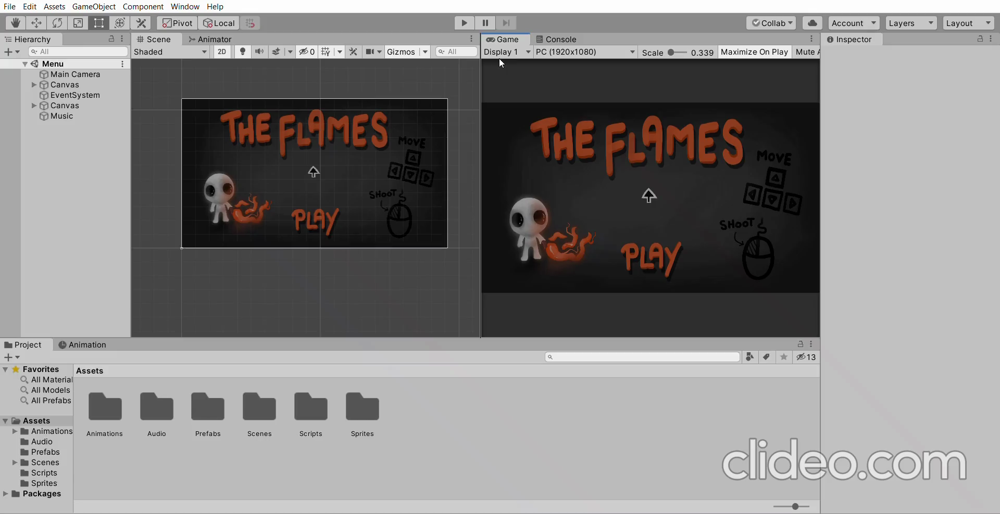 File Edit Assets GameObject Component Window Help
Pivot Local Collab Account Layers Layout
Hierarchy Scene Animator Game Console Inspector
All Shaded 2D 0 Gizmos All Display 1 PC (1920x1080) Scale 0.339 Maximize On Play Mute A
Menu
Main Camera
Canvas
EventSystem
Canvas
Music
THE FLAMES
MOVE
SHOOT
PLAY
THE FLAMES
MOVE
SHOOT
PLAY
Project Animation
13
Favorites
All Material
All Models
All Prefabs
Assets
Animations
Audio
Prefabs
Scenes
Scripts
Sprites
Packages
Assets
Animations Audio Prefabs Scenes Scripts Sprites
clideo.com